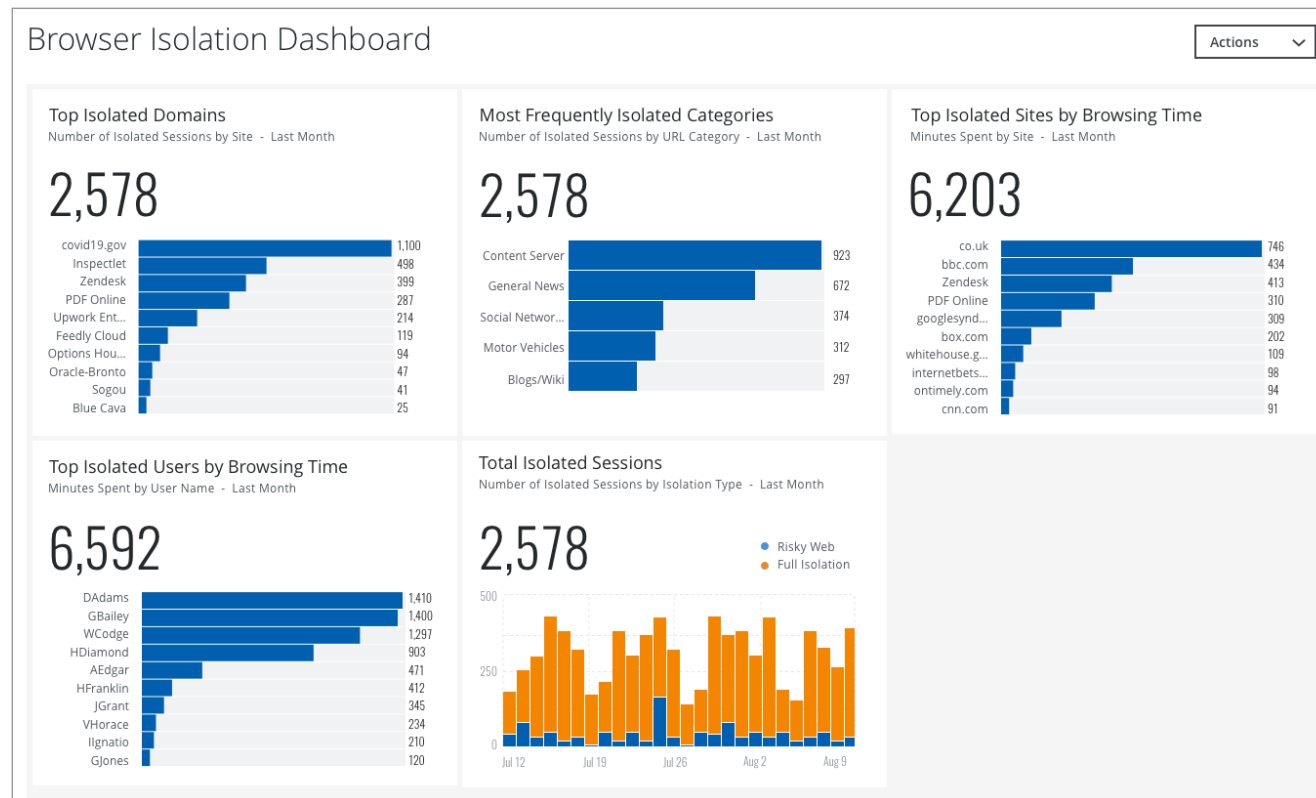 Browser Isolation Dashboard
Actions
Top Isolated Domains
Number of Isolated Sessions by Site - Last Month
2,578
covid19.gov 1,100
Inspectlet 498
Zendesk 399
PDF Online 287
Upwork Ent... 214
Feedly Cloud 119
Options Hou... 94
Oracle-Bronto 47
Sogou 41
Blue Cava 25
Most Frequently Isolated Categories
Number of Isolated Sessions by URL Category - Last Month
2,578
Content Server 923
General News 672
Social Networ... 374
Motor Vehicles 312
Blogs/Wiki 297
Top Isolated Sites by Browsing Time
Minutes Spent by Site - Last Month
6,203
co.uk 746
bbc.com 434
Zendesk 413
PDF Online 310
googlesynd... 309
box.com 202
whitehouse.g... 109
internetbets... 98
ontimely.com 94
cnn.com 91
Top Isolated Users by Browsing Time
Minutes Spent by User Name - Last Month
6,592
DAdams 1,410
GBailey 1,400
WCodge 1,297
HDiamond 903
AEdgar 471
HFranklin 412
JGrant 345
VHorace 234
IIgnatio 210
GJones 120
Total Isolated Sessions
Number of Isolated Sessions by Isolation Type - Last Month
2,578
Risky Web
Full Isolation
500
250
0
Jul 12 Jul 19 Jul 26 Aug 2 Aug 9